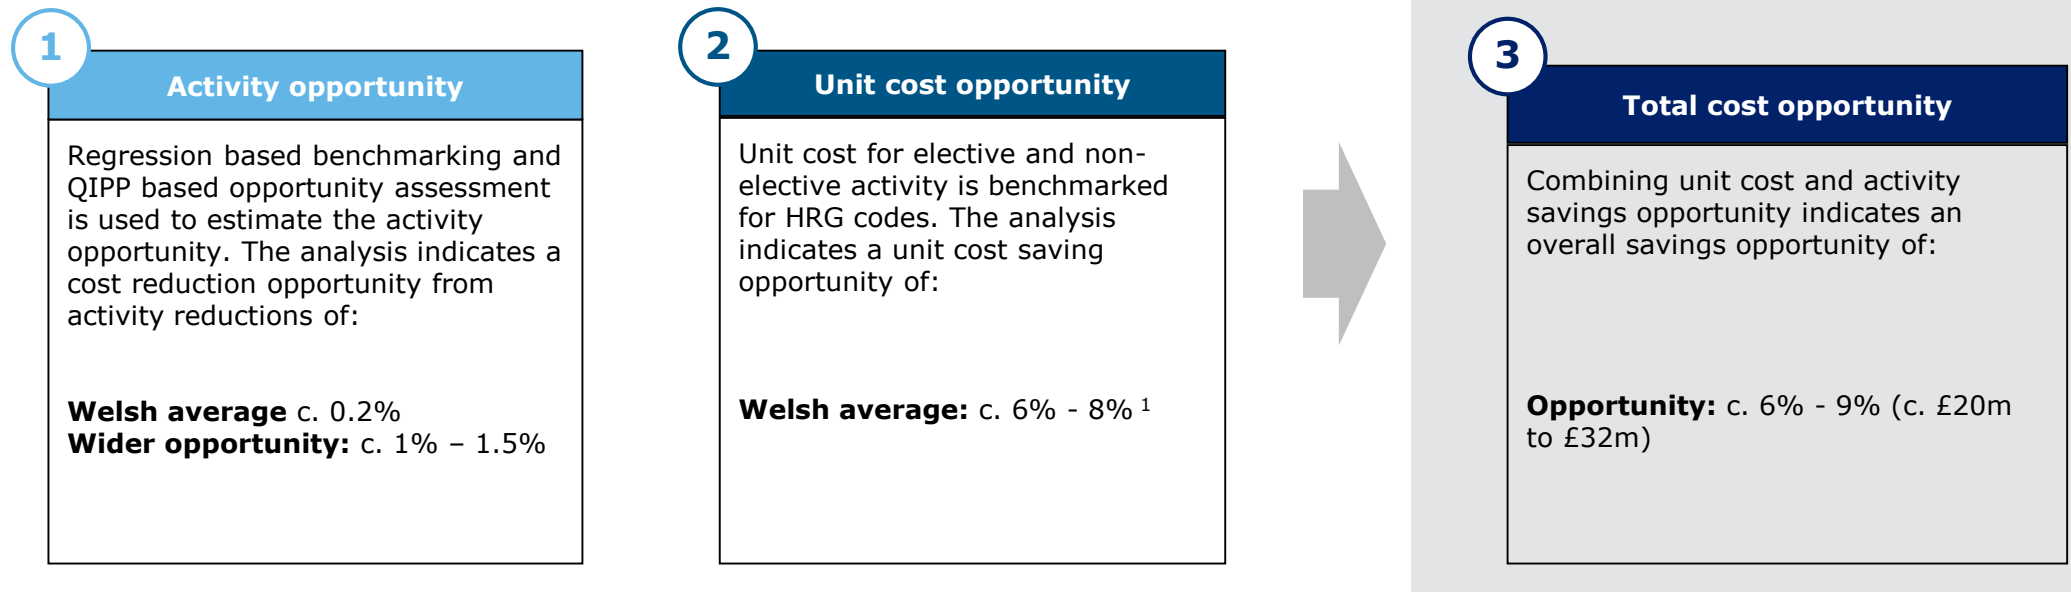 1
Activity opportunity
Regression based benchmarking and
QIPP based opportunity assessment
is used to estimate the activity
opportunity. The analysis indicates a
cost reduction opportunity from
activity reductions of:
Welsh average c. 0.2%
Wider opportunity: c. 1% – 1.5%
2
Unit cost opportunity
Unit cost for elective and non-
elective activity is benchmarked
for HRG codes. The analysis
indicates a unit cost saving
opportunity of:
Welsh average: c. 6% - 8% 1
3
Total cost opportunity
Combining unit cost and activity
savings opportunity indicates an
overall savings opportunity of:
Opportunity: c. 6% - 9% (c. £20m
to £32m)